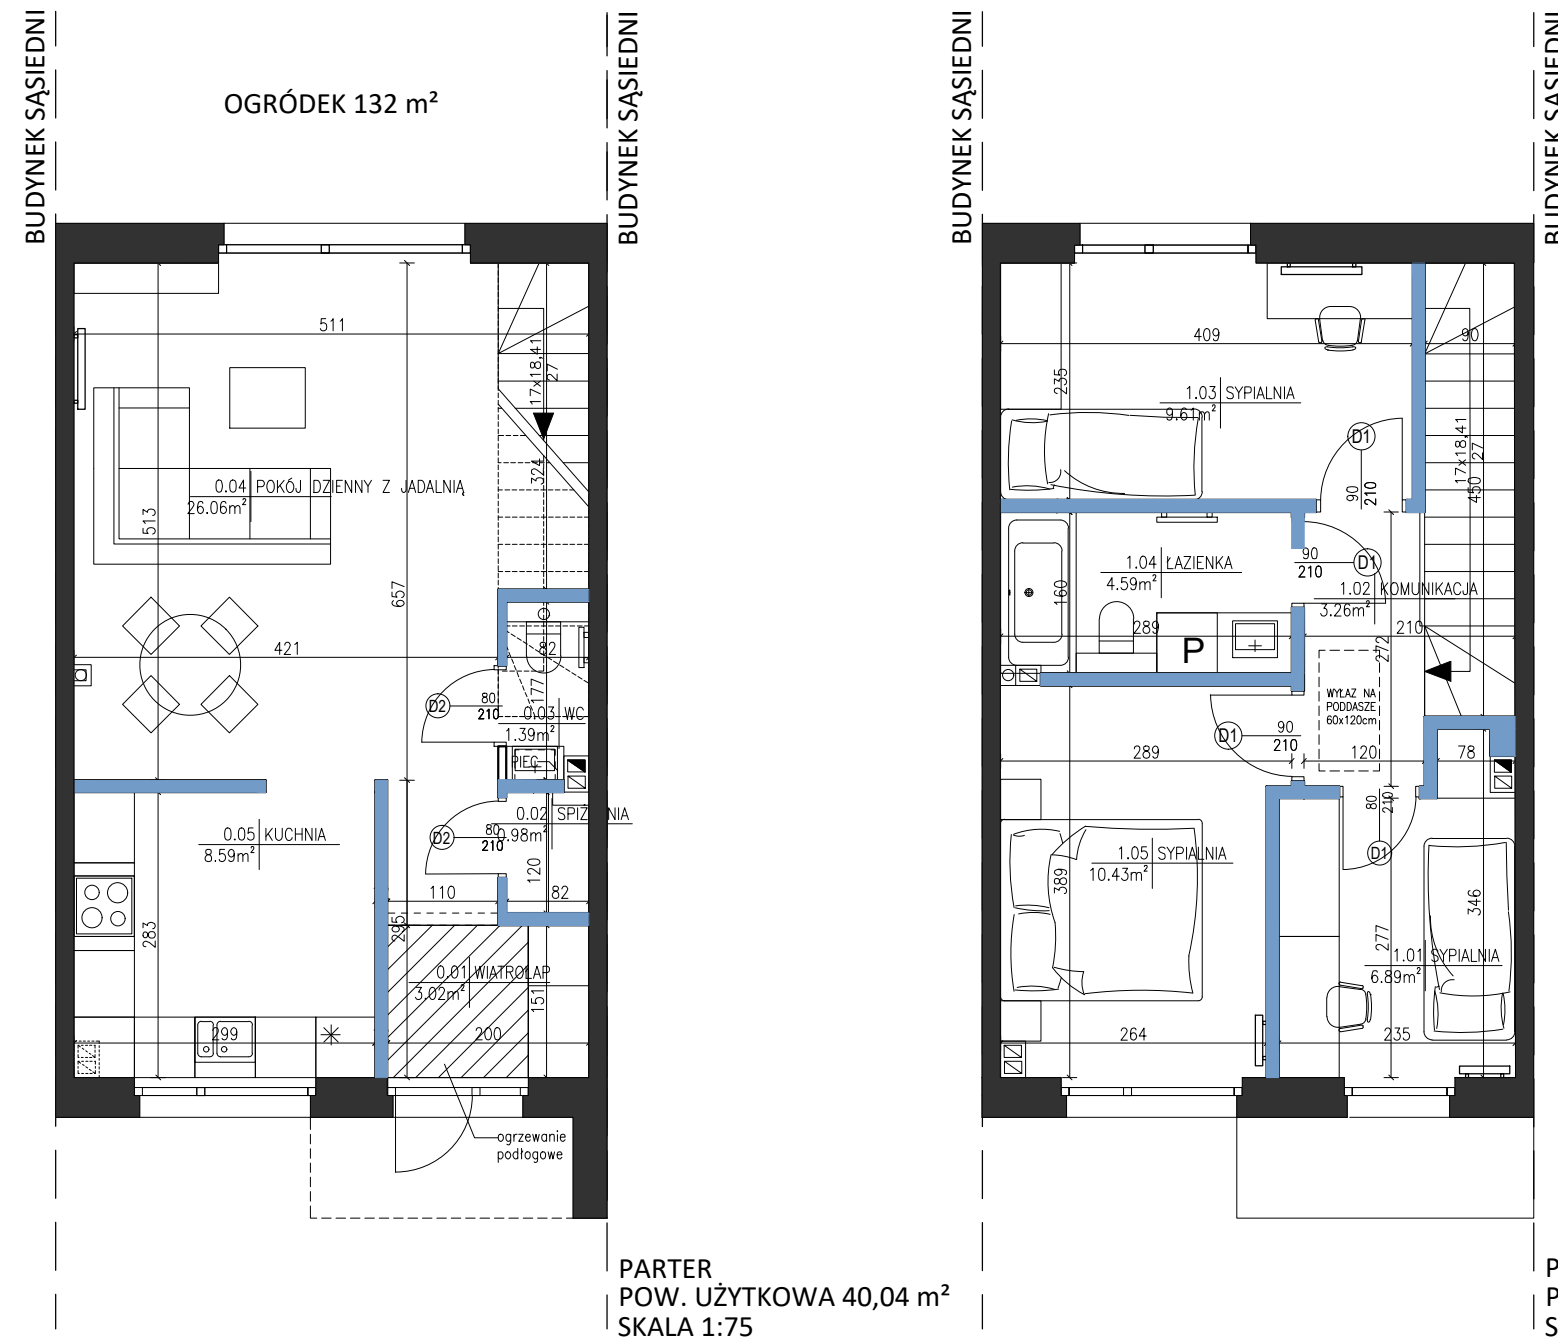 BUDYNEK SĄSIEDNI
OGRÓDEK 132 m²
BUDYNEK SĄSIEDNI
511
17x18,41
27
324
0.04 POKÓJ DZIENNY Z JADALNIĄ
26.06m²
513
657
421
82
177
D2
80
210
0.03 WC
1.39m²
PIEC
0.05 KUCHNIA
8.59m²
D2
80
210
0.02
0.98m²
120
110
82
283
295
0.01 WIATROŁAP
3.02m²
151
299
200
ogrzewanie
podłogowe
PARTER
POW. UŻYTKOWA 40,04 m²
SKALA 1:75
BUDYNEK SĄSIEDNI
BUDYNEK SĄSIEDNI
409
90
235
1.03 SYPIALNIA
9.61m²
D1
90
210
17x18,41
27
450
1.04 ŁAZIENKA
4.59m²
160
90
210
D1
1.02 KOMUNIKACJA
3.26m²
289
P
210
272
WYŁAZ NA
PODDASZE
60x120cm
D1
90
210
289
120
78
80
210
D1
1.05 SYPIALNIA
10.43m²
389
346
277
1.01 SYPIALNIA
6.89m²
264
235
P
P
S